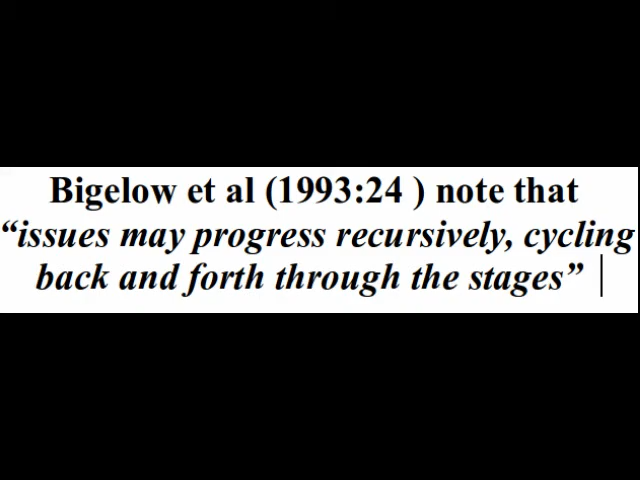 Bigelow et al (1993:24 ) note that
“issues may progress recursively, cycling
back and forth through the stages”